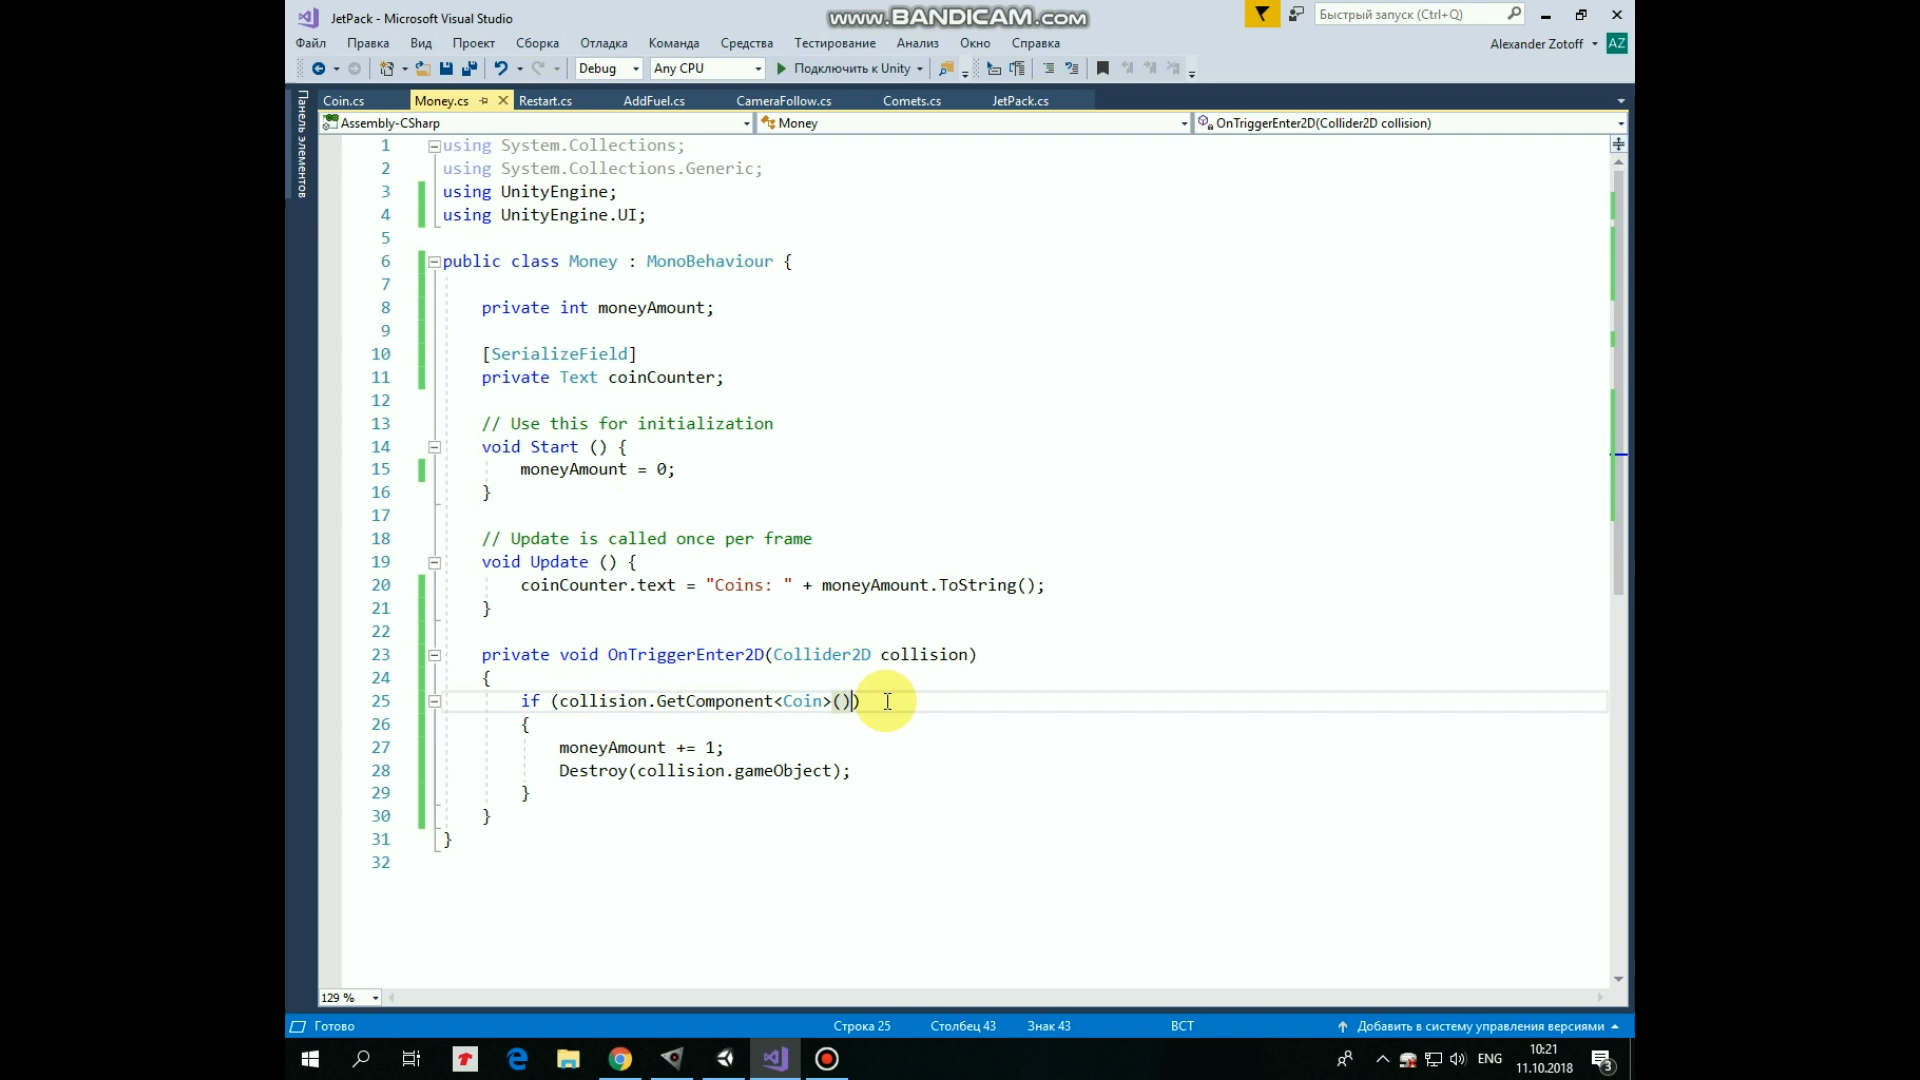 JetPack - Microsoft Visual Studio
www.BANDICAM.com
Быстрый запуск (Ctrl+Q)
Файл Правка Вид Проект Сборка Отладка Команда Средства Тестирование Анализ Окно Справка
Alexander Zotoff AZ
Debug Any CPU Подключить к Unity
Панель элементов
Coin.cs Money.cs Restart.cs AddFuel.cs CameraFollow.cs Comets.cs JetPack.cs
Assembly-CSharp Money OnTriggerEnter2D(Collider2D collision)
1 using System.Collections;
2 using System.Collections.Generic;
3 using UnityEngine;
4 using UnityEngine.UI;
5
6 public class Money : MonoBehaviour {
7
8 private int moneyAmount;
9
10 [SerializeField]
11 private Text coinCounter;
12
13 // Use this for initialization
14 void Start () {
15 moneyAmount = 0;
16 }
17
18 // Update is called once per frame
19 void Update () {
20 coinCounter.text = "Coins: " + moneyAmount.ToString();
21 }
22
23 private void OnTriggerEnter2D(Collider2D collision)
24 {
25 if (collision.GetComponent<Coin>())
26 {
27 moneyAmount += 1;
28 Destroy(collision.gameObject);
29 }
30 }
31 }
32
129 %
Готово Строка 25 Столбец 43 Знак 43 ВСТ Добавить в систему управления версиями
ENG 10:21
11.10.2018 3